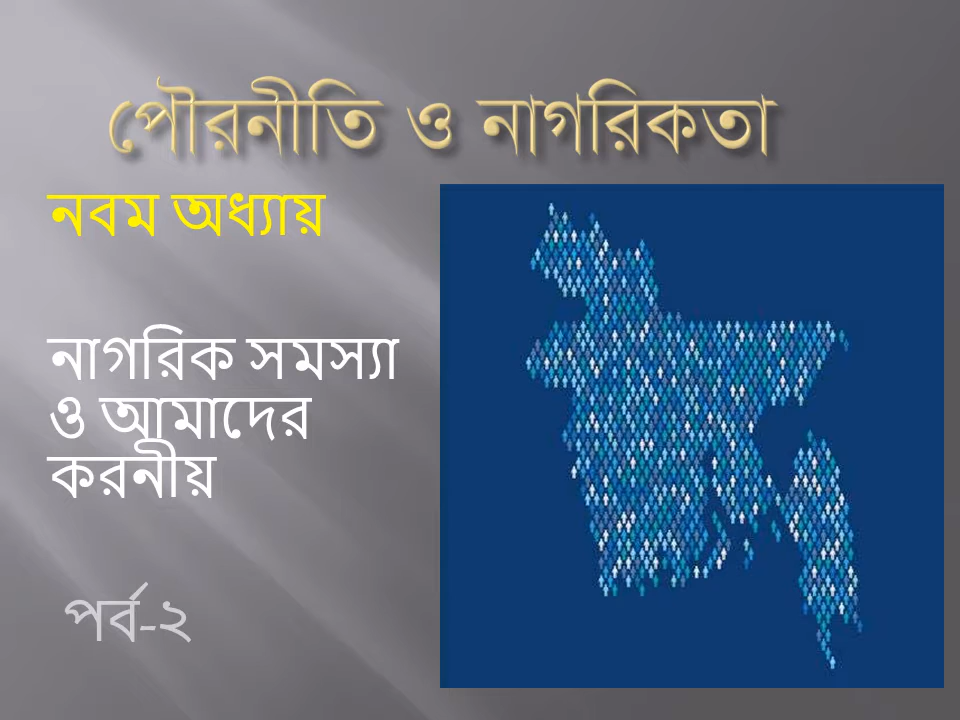 পৌরনীতি ও নাগরিকতা
নবম অধ্যায়
নাগরিক সমস্যা
ও আমাদের
করনীয়
পর্ব-২